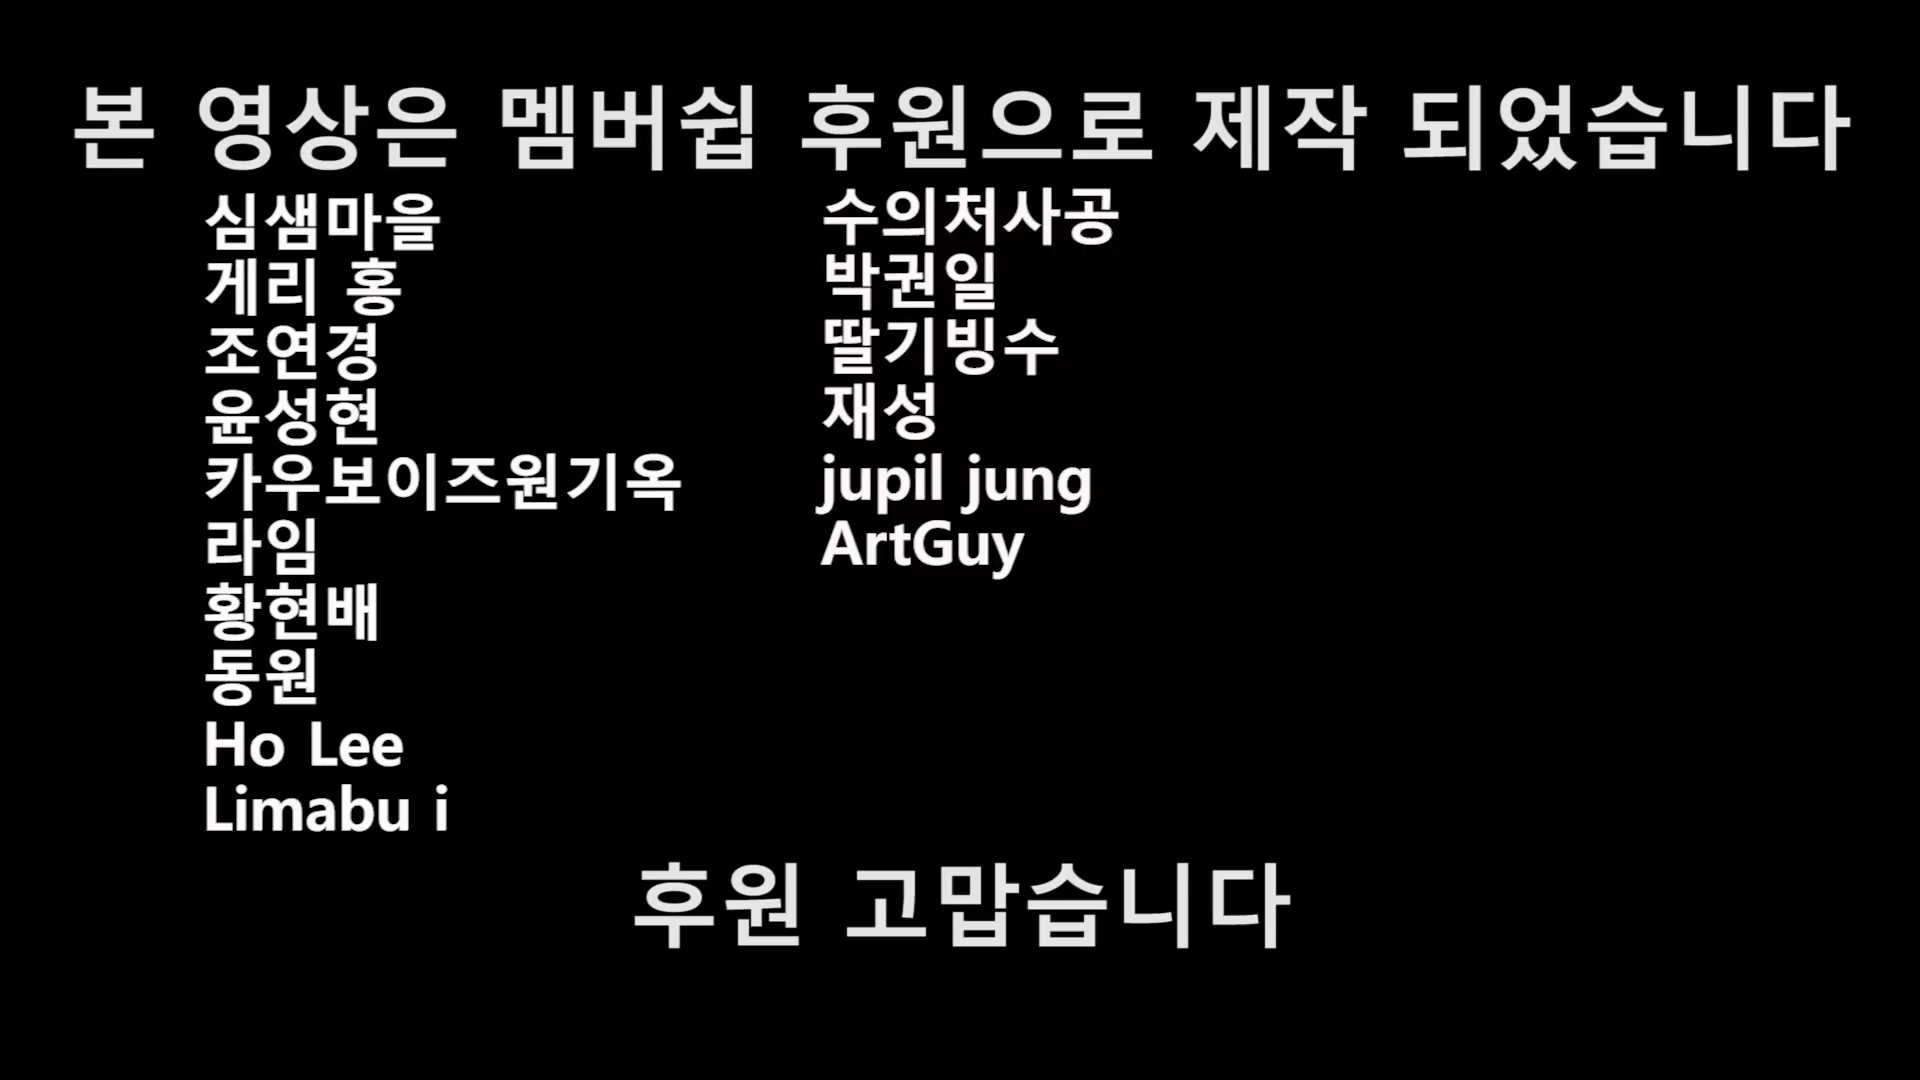 본 영상은 멤버쉽 후원으로 제작 되었습니다
심샘마을
게리 홍
조연경
윤성현
카우보이즈원기옥
라임
황현배
동원
Ho Lee
Limabu i
수의처사공
박권일
딸기빙수
재성
jupil jung
ArtGuy
후원 고맙습니다